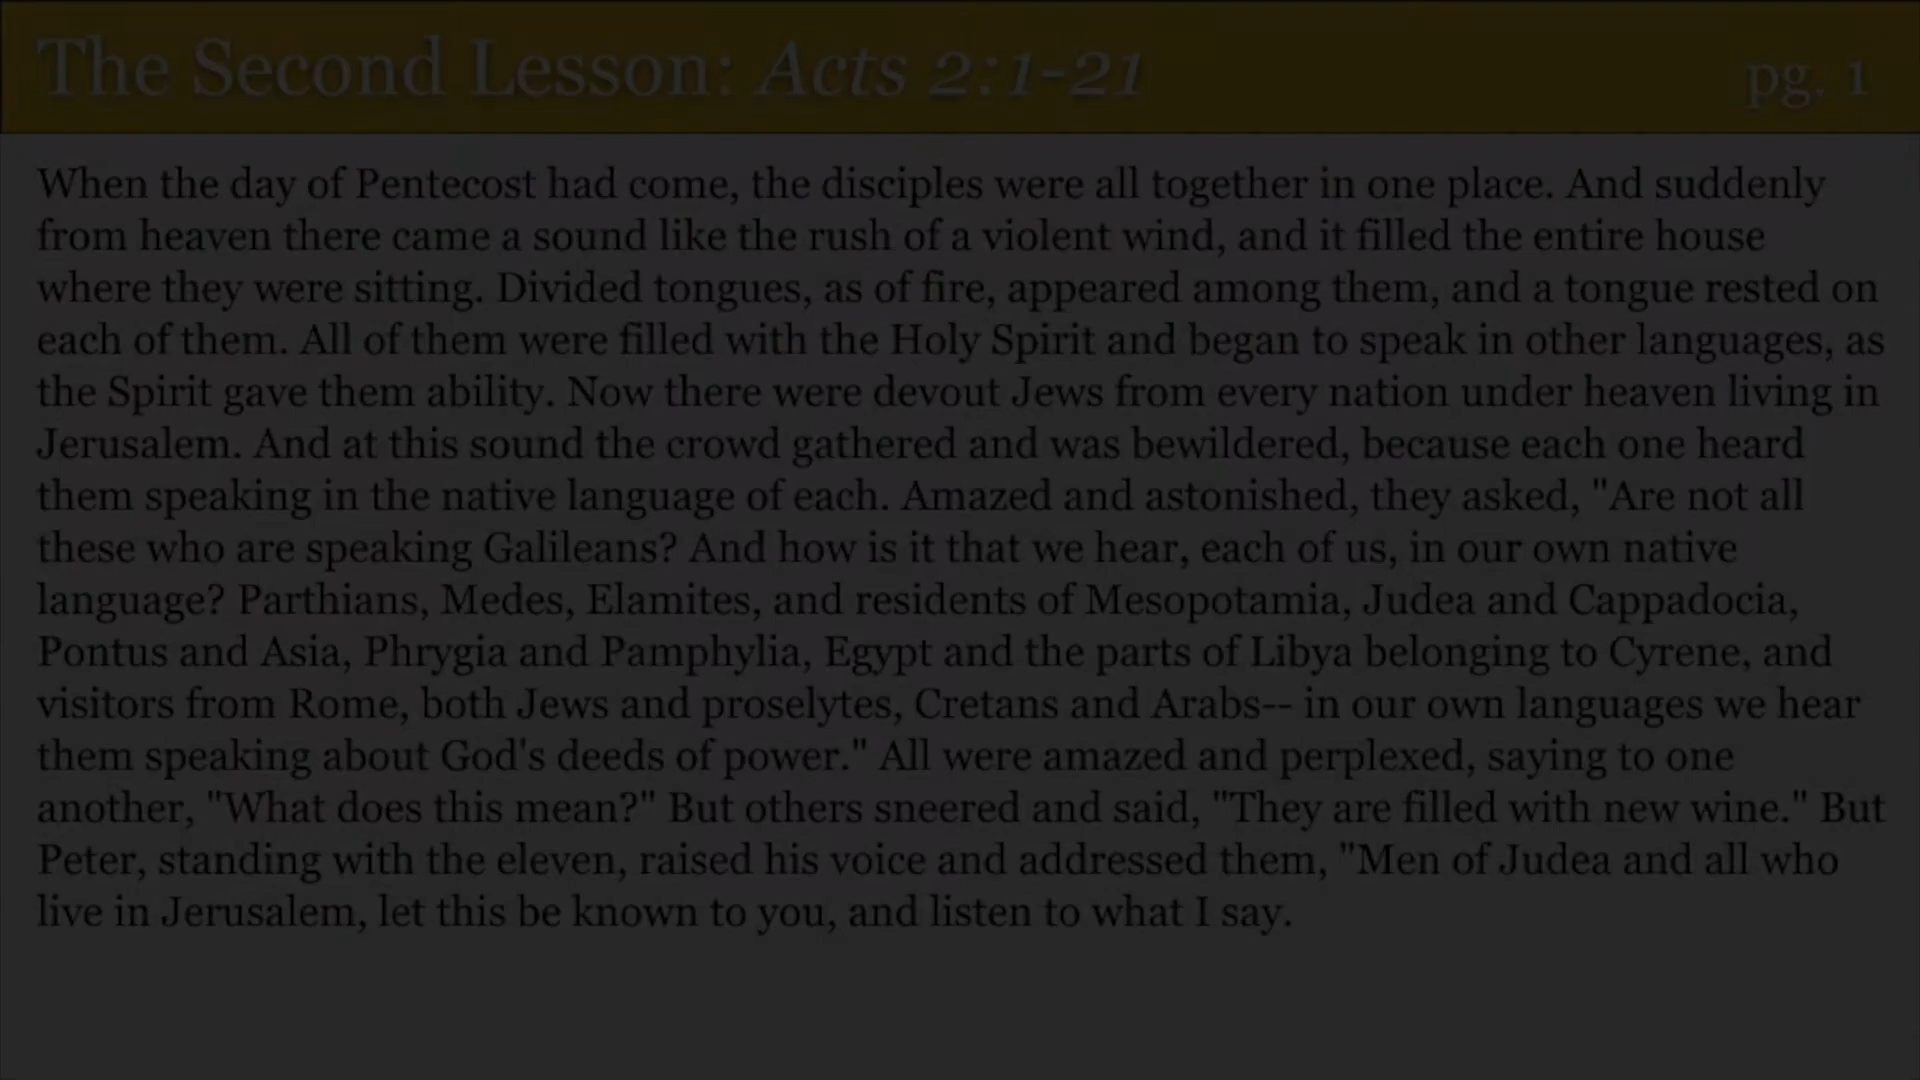 The Second Lesson: Acts 2:1-21
pg. 1
When the day of Pentecost had come, the disciples were all together in one place. And suddenly
from heaven there came a sound like the rush of a violent wind, and it filled the entire house
where they were sitting. Divided tongues, as of fire, appeared among them, and a tongue rested on
each of them. All of them were filled with the Holy Spirit and began to speak in other languages, as
the Spirit gave them ability. Now there were devout Jews from every nation under heaven living in
Jerusalem. And at this sound the crowd gathered and was bewildered, because each one heard
them speaking in the native language of each. Amazed and astonished, they asked, "Are not all
these who are speaking Galileans? And how is it that we hear, each of us, in our own native
language? Parthians, Medes, Elamites, and residents of Mesopotamia, Judea and Cappadocia,
Pontus and Asia, Phrygia and Pamphylia, Egypt and the parts of Libya belonging to Cyrene, and
visitors from Rome, both Jews and proselytes, Cretans and Arabs-- in our own languages we hear
them speaking about God's deeds of power." All were amazed and perplexed, saying to one
another, "What does this mean?" But others sneered and said, "They are filled with new wine." But
Peter, standing with the eleven, raised his voice and addressed them, "Men of Judea and all who
live in Jerusalem, let this be known to you, and listen to what I say.